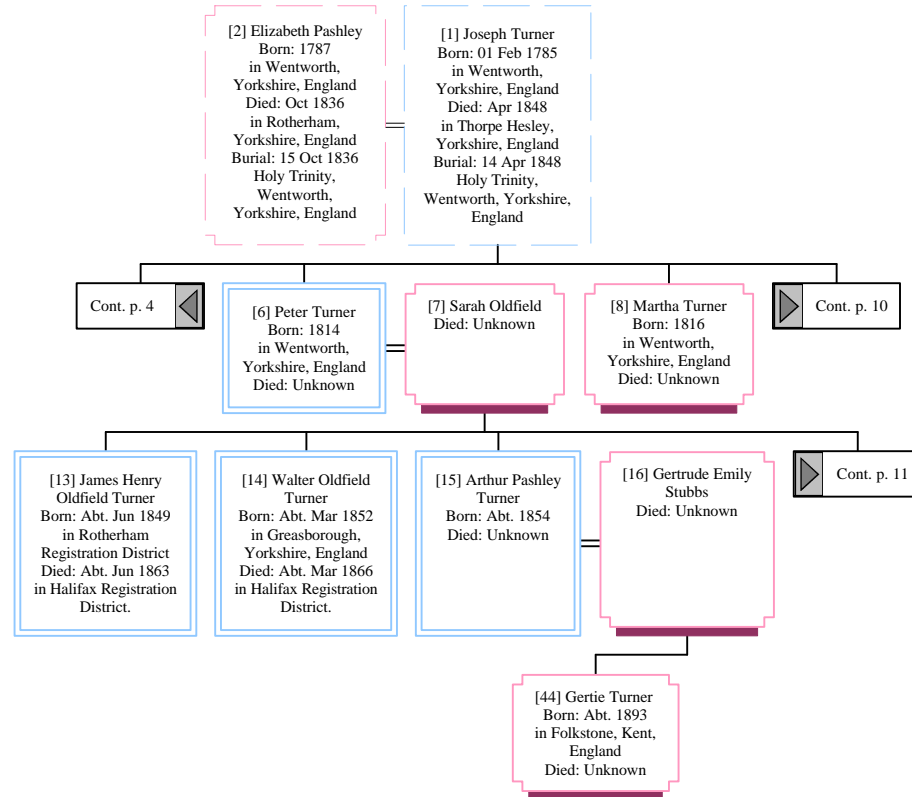 [2] Elizabeth Pashley
Born: 1787
in Wentworth,
Yorkshire, England
Died: Oct 1836
in Rotherham,
Yorkshire, England
Burial: 15 Oct 1836
Holy Trinity,
Wentworth,
Yorkshire, England
[1] Joseph Turner
Born: 01 Feb 1785
in Wentworth,
Yorkshire, England
Died: Apr 1848
in Thorpe Hesley,
Yorkshire, England
Burial: 14 Apr 1848
Holy Trinity,
Wentworth, Yorkshire,
England
Cont. p. 4
[6] Peter Turner
Born: 1814
in Wentworth,
Yorkshire, England
Died: Unknown
[7] Sarah Oldfield
Died: Unknown
[8] Martha Turner
Born: 1816
in Wentworth,
Yorkshire, England
Died: Unknown
Cont. p. 10
[13] James Henry
Oldfield Turner
Born: Abt. Jun 1849
in Rotherham
Registration District
Died: Abt. Jun 1863
in Halifax Registration
District.
[14] Walter Oldfield
Turner
Born: Abt. Mar 1852
in Greasborough,
Yorkshire, England
Died: Abt. Mar 1866
in Halifax Registration
District.
[15] Arthur Pashley
Turner
Born: Abt. 1854
Died: Unknown
[16] Gertrude Emily
Stubbs
Died: Unknown
Cont. p. 11
[44] Gertie Turner
Born: Abt. 1893
in Folkstone, Kent,
England
Died: Unknown